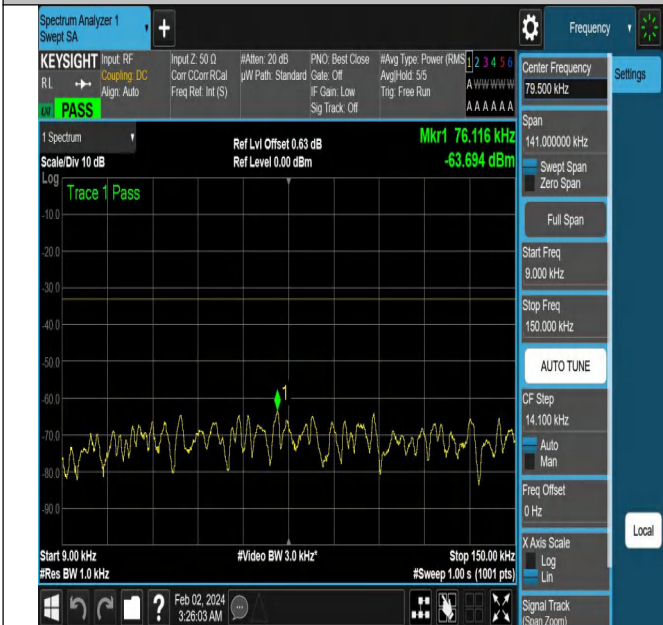 Spectrum Analyzer 1
Swept SA
Frequency
KEYSIGHT
RL
PASS
Input: RF
Coupling: DC
Align: Auto
Input Z: 50 Ω
Corr CCorr RCal
Freq Ref: Int (S)
#Atten: 20 dB
µW Path: Standard
PNO: Best Close
Gate: Off
IF Gain: Low
Sig Track: Off
#Avg Type: Power (RMS
Avg|Hold: 5/5
Trig: Free Run
1 2 3 4 5 6
A W W W W W
A A A A A A
1 Spectrum
Scale/Div 10 dB
Ref Lvl Offset 0.63 dB
Ref Level 0.00 dBm
Mkr1 76.116 kHz
-63.694 dBm
Log
Trace 1 Pass
-10.0
-20.0
-30.0
-40.0
-50.0
-60.0
-70.0
-80.0
-90.0
1
Start 9.00 kHz
#Res BW 1.0 kHz
#Video BW 3.0 kHz*
Stop 150.00 kHz
#Sweep 1.00 s (1001 pts)
Feb 02, 2024
3:26:03 AM
Center Frequency
79.500 kHz
Settings
Span
141.000000 kHz
Swept Span
Zero Span
Full Span
Start Freq
9.000 kHz
Stop Freq
150.000 kHz
AUTO TUNE
CF Step
14.100 kHz
Auto
Man
Freq Offset
0 Hz
Local
X Axis Scale
Log
Lin
Signal Track
(Span Zoom)